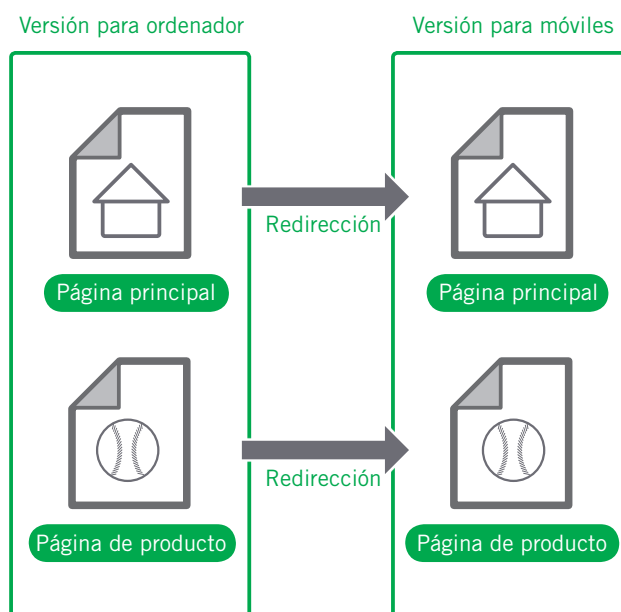 Versión para ordenador
Versión para móviles
Redirección
Página principal
Página principal
Redirección
Página de producto
Página de producto